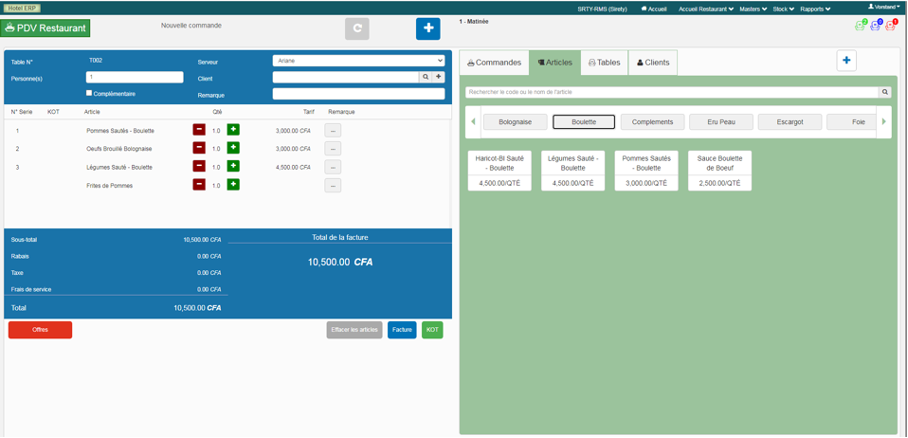 Hotel ERP
SRTY-RMS (Sirety) Accueil Accueil Restaurant Masters Stock Rapports
PDV Restaurant
Nouvelle commande
1 - Matinée
2 0 0
Table N° T002 Serveur Ariane
Personne(s) 1 Client
Complémentaire Remarque
N° Serie KOT Article Qté Tarif Remarque
1 Pommes Sautés - Boulette - 1.0 + 3,000.00 CFA ...
2 Oeufs Brouillé Bolognaise - 1.0 + 3,000.00 CFA ...
3 Légumes Sauté - Boulette - 1.0 + 4,500.00 CFA ...
Frites de Pommes - 1.0 + ...
Sous-total 10,500.00 CFA
Rabais 0.00 CFA
Taxe 0.00 CFA
Frais de service 0.00 CFA
Total 10,500.00 CFA
Total de la facture
10,500.00 CFA
Offres Effacer les articles Facture KOT
Commandes Articles Tables Clients
Rechercher le code ou le nom de l'article
Bolognaise Boulette Complements Eru Peau Escargot Foie
Haricot-Bl Sauté
- Boulette
4,500.00/QTÉ
Légumes Sauté -
Boulette
4,500.00/QTÉ
Pommes Sautés
- Boulette
3,000.00/QTÉ
Sauce Boulette
de Boeuf
2,500.00/QTÉ